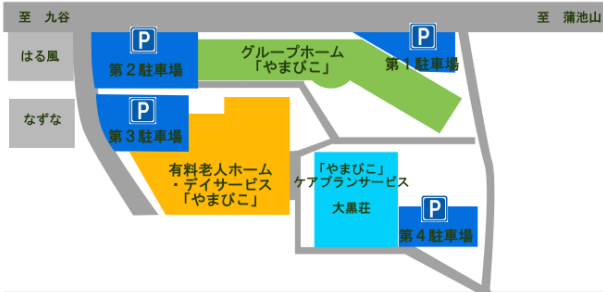 至 九谷
至 蒲池山
はる風
P
第2駐車場
グループホーム
「やまびこ」
P
第1駐車場
なずな
P
第3駐車場
有料老人ホーム
・デイサービス
「やまびこ」
「やまびこ」
ケアプランサービス
大黒荘
P
第4駐車場